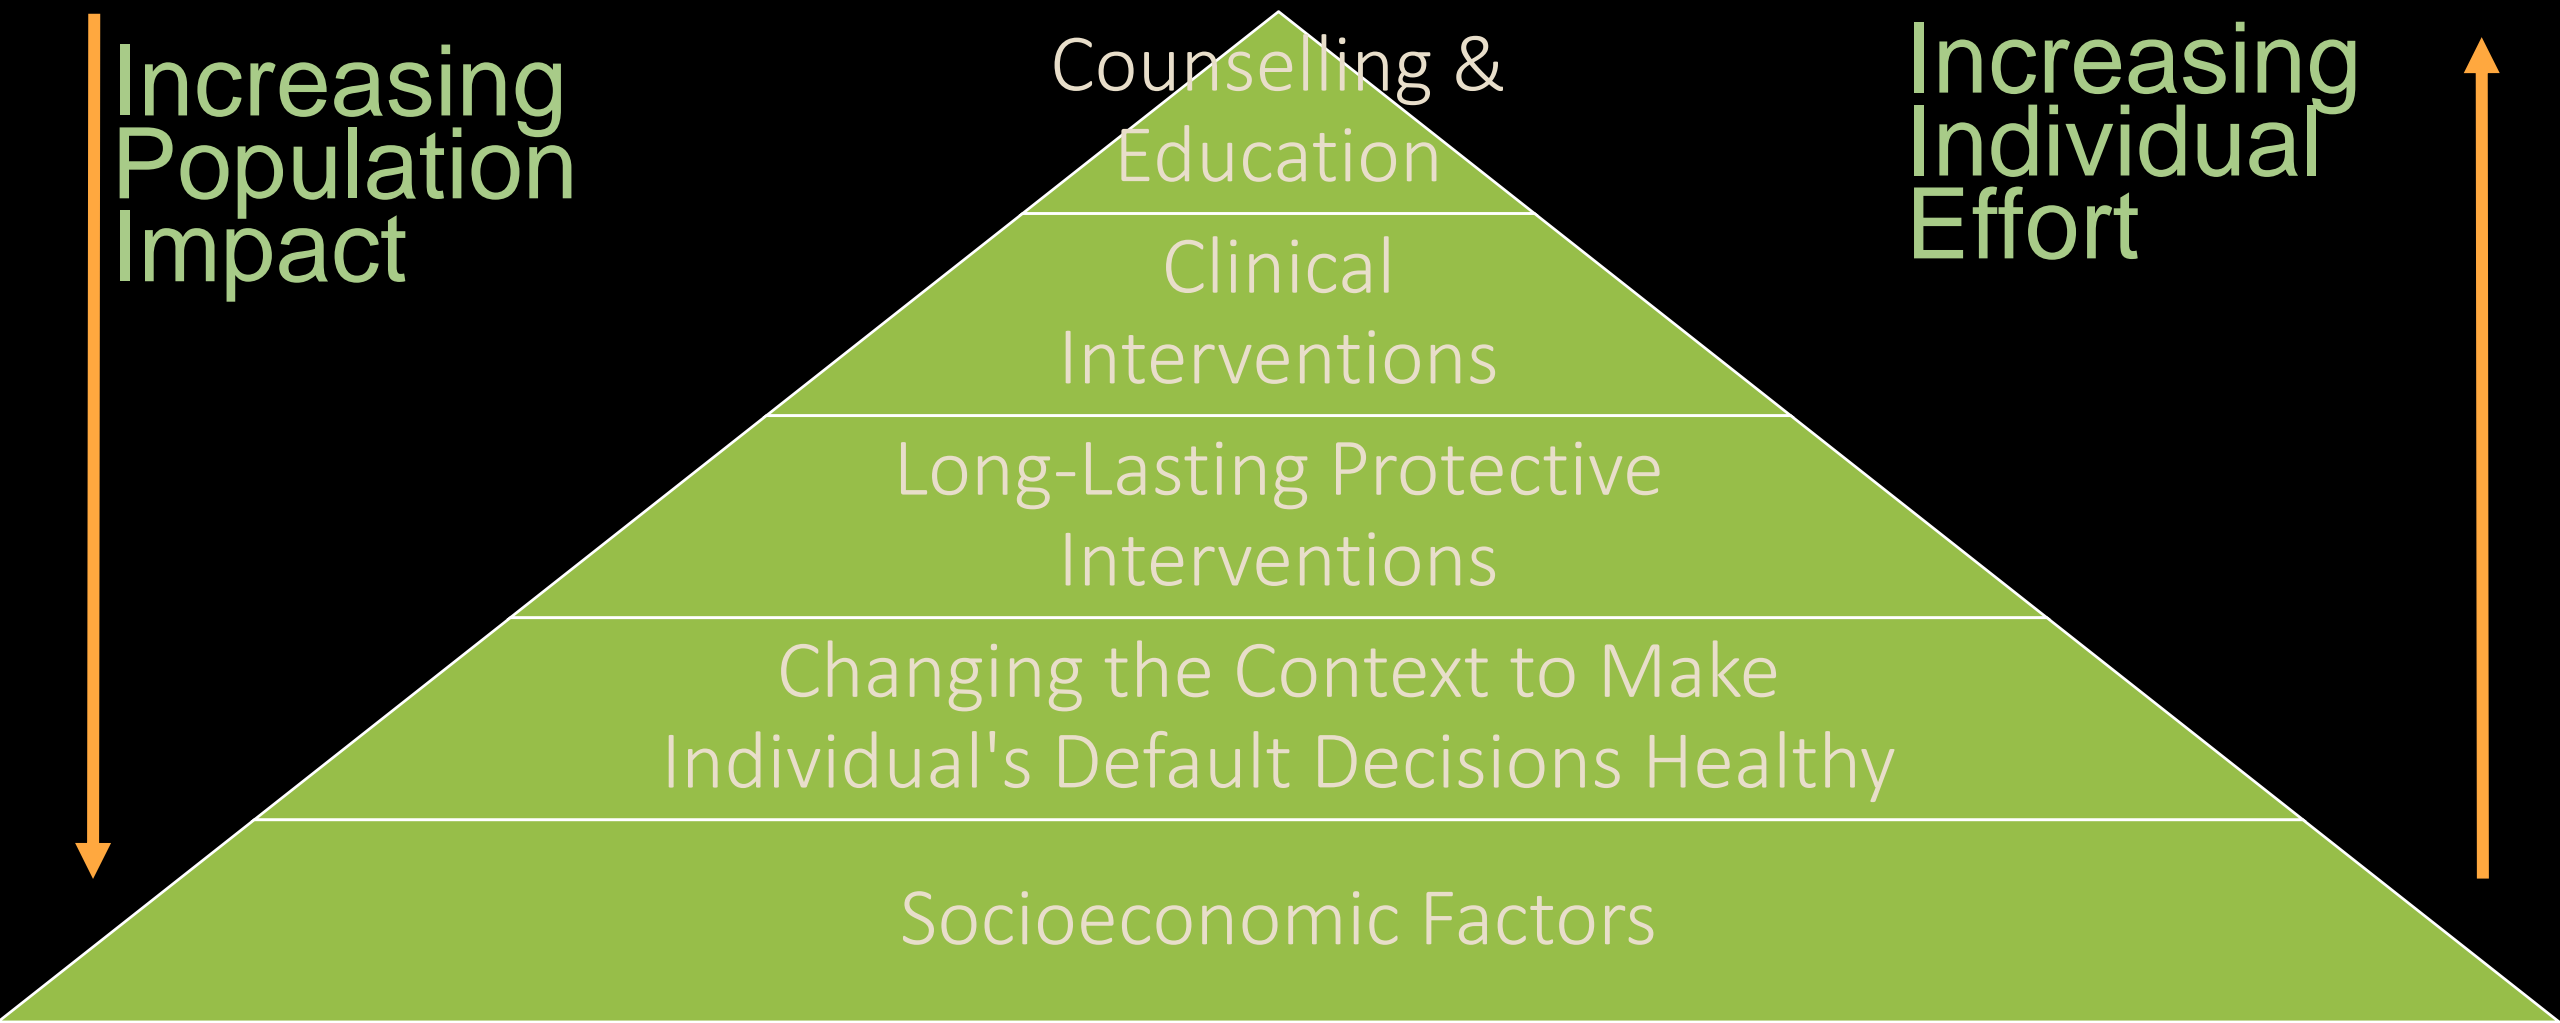 Increasing
Population
Impact
Counselling &
Education
Clinical
Interventions
Long-Lasting Protective
Interventions
Changing the Context to Make
Individual's Default Decisions Healthy
Socioeconomic Factors
Increasing
Individual
Effort